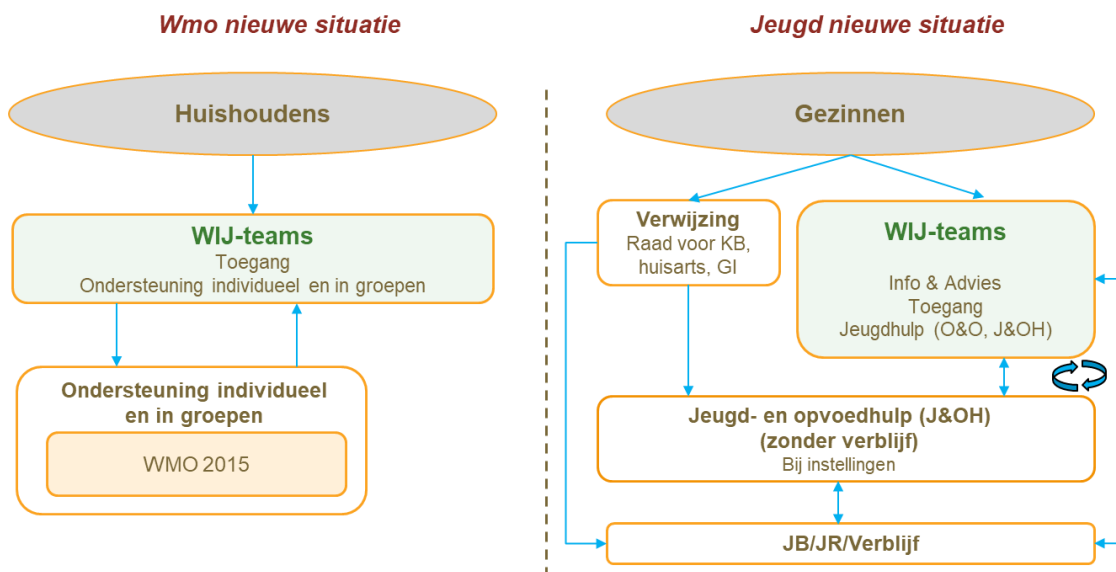 Wmo nieuwe situatie
Huishoudens
WIJ-teams
Toegang
Ondersteuning individueel en in groepen
Ondersteuning individueel
en in groepen
WMO 2015
Jeugd nieuwe situatie
Gezinnen
Verwijzing
Raad voor KB,
huisarts, GI
WIJ-teams
Info & Advies
Toegang
Jeugdhulp (O&O, J&OH)
Jeugd- en opvoedhulp (J&OH)
(zonder verblijf)
Bij instellingen
JB/JR/Verblijf